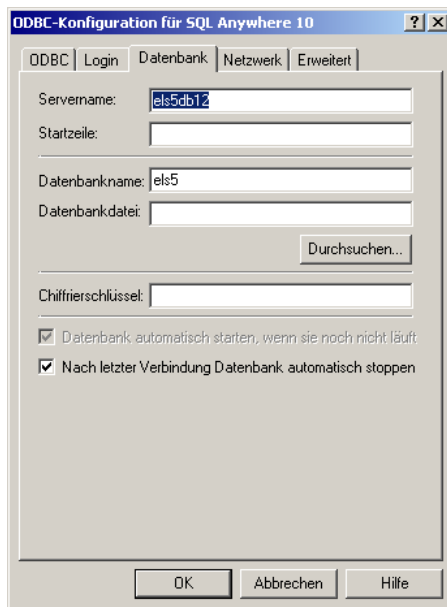 ODBC-Konfiguration für SQL Anywhere 10
ODBC Login Datenbank Netzwerk Erweitert
Servername: els5db12
Startzeile:
Datenbankname: els5
Datenbankdatei:
Durchsuchen...
Chiffrierschlüssel:
Datenbank automatisch starten, wenn sie noch nicht läuft
Nach letzter Verbindung Datenbank automatisch stoppen
OK Abbrechen Hilfe